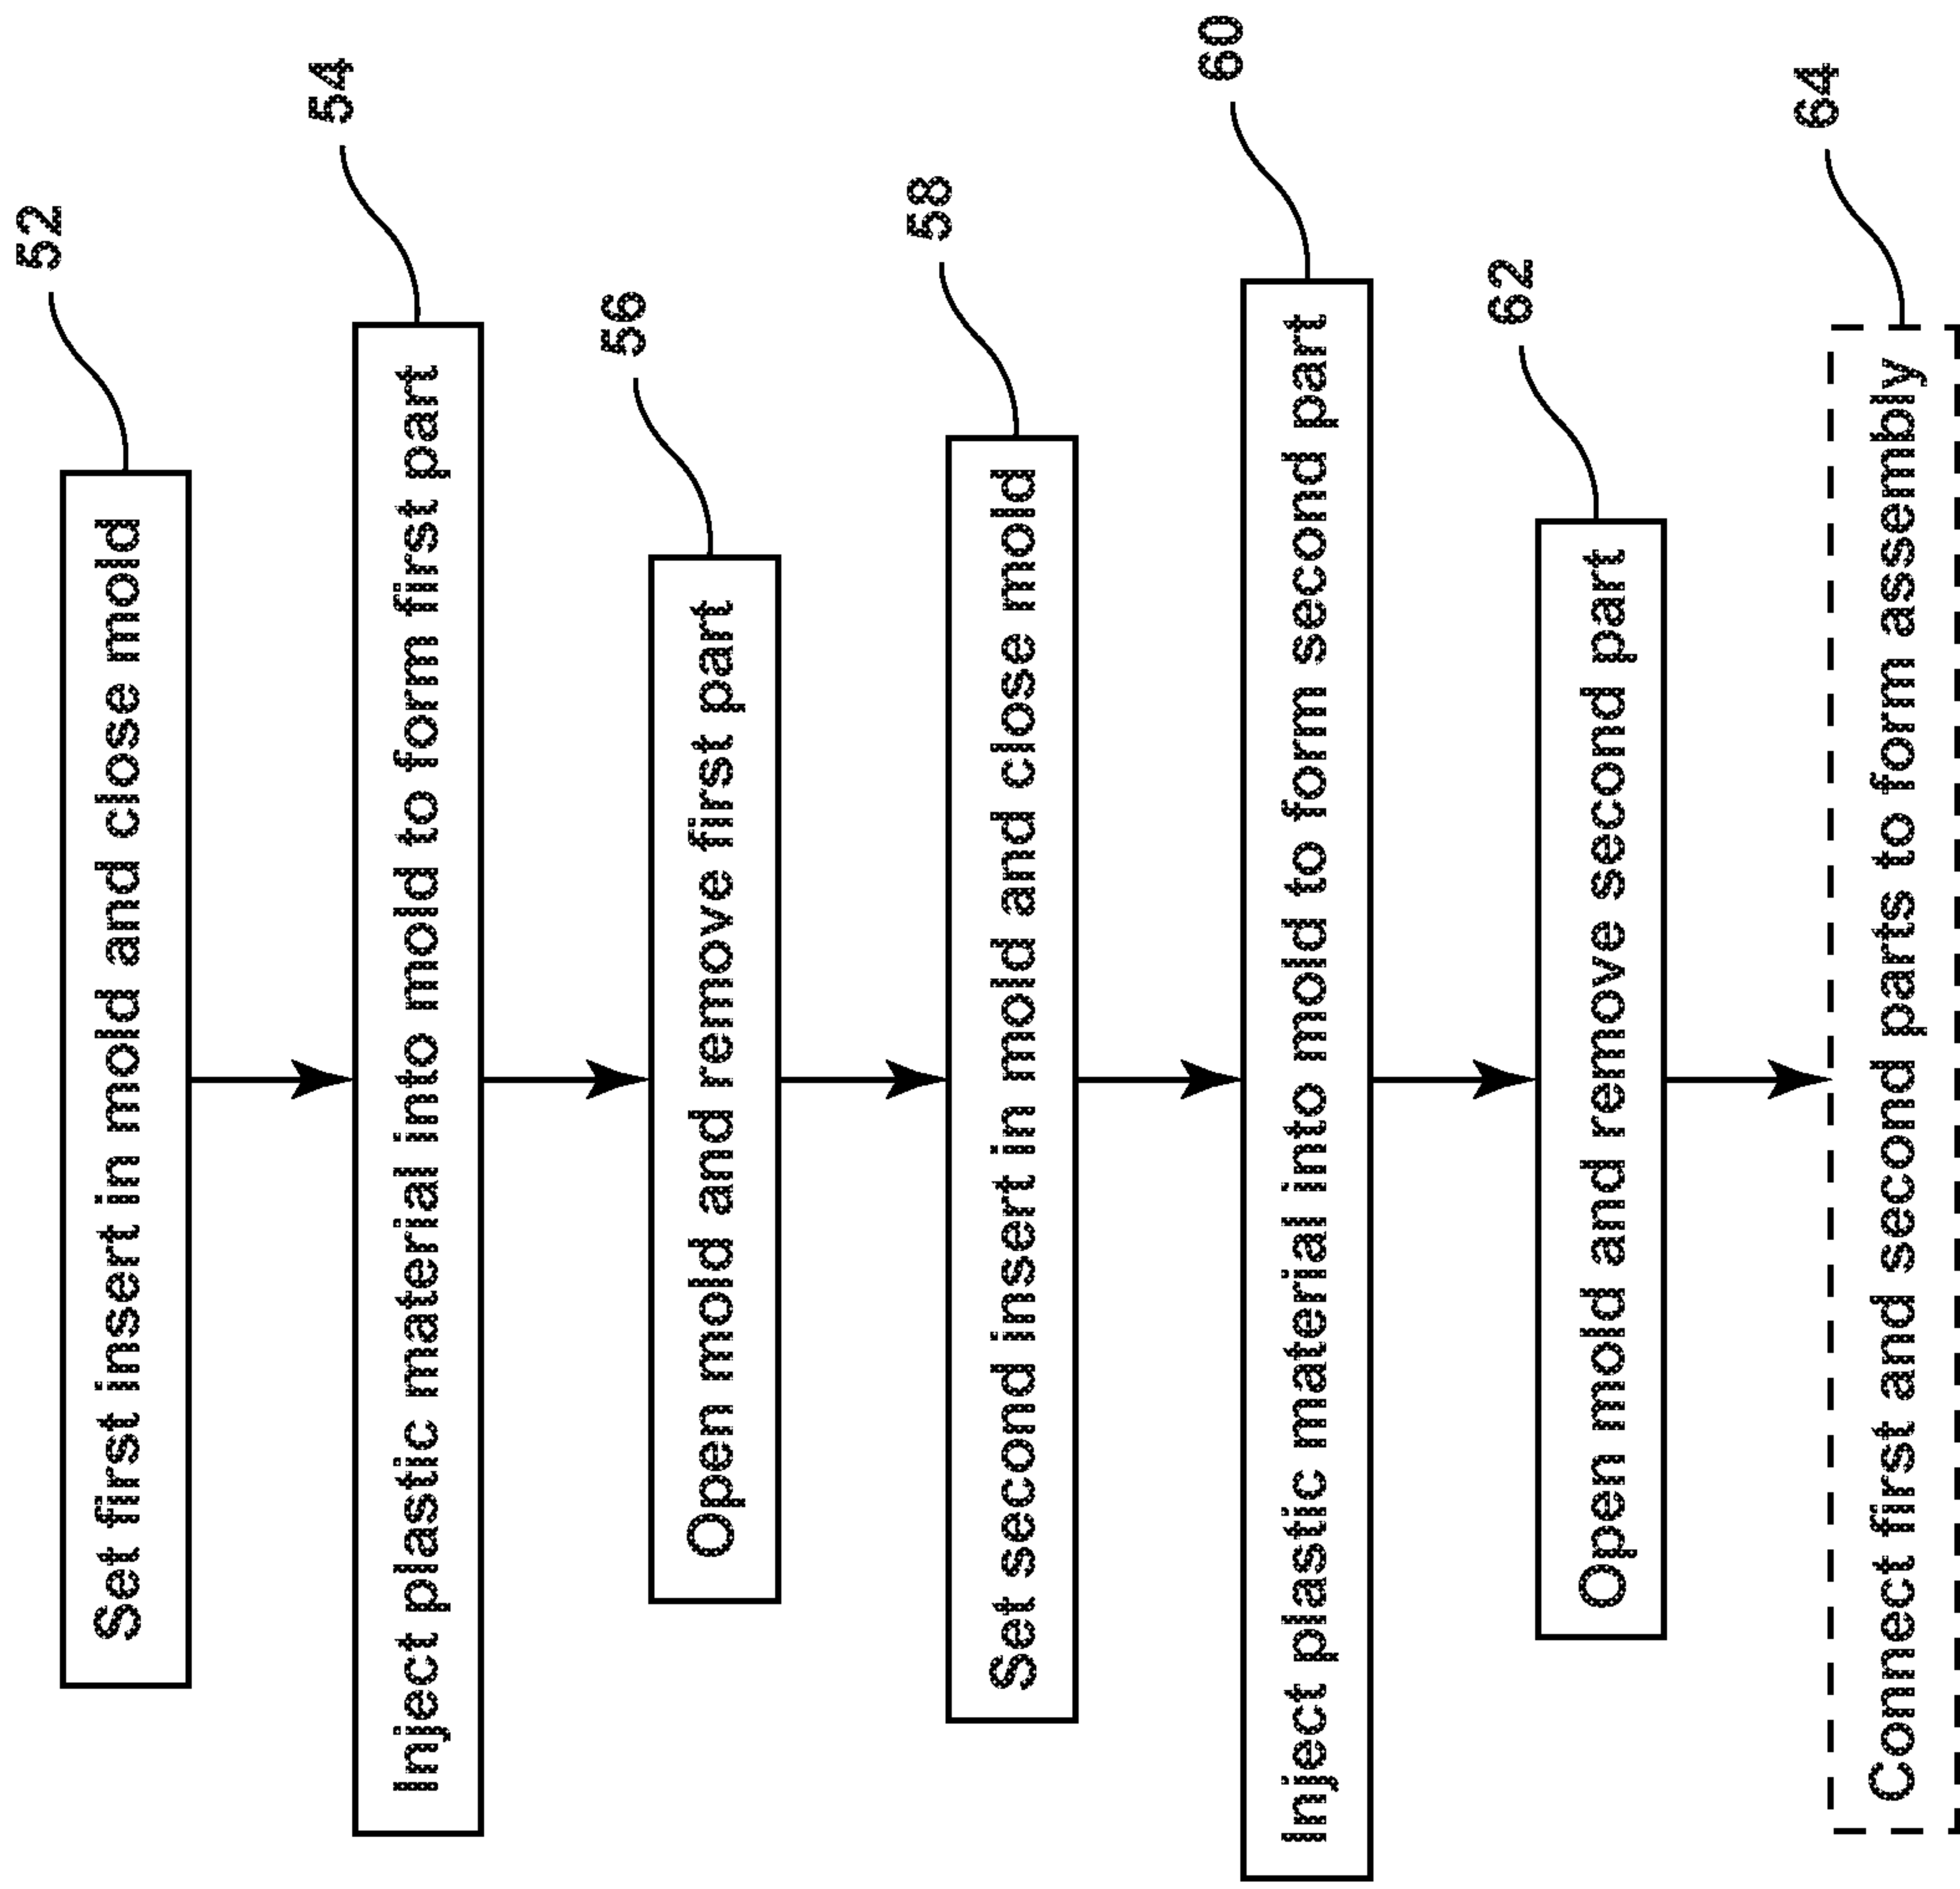 52
Set first insert in mold and close mold
54
Inject plastic material into mold to form first part
56
Open mold and remove first part
58
Set second insert in mold and close mold
60
Inject plastic material into mold to form second part
62
Open mold and remove second part
64
Connect first and second parts to form assembly